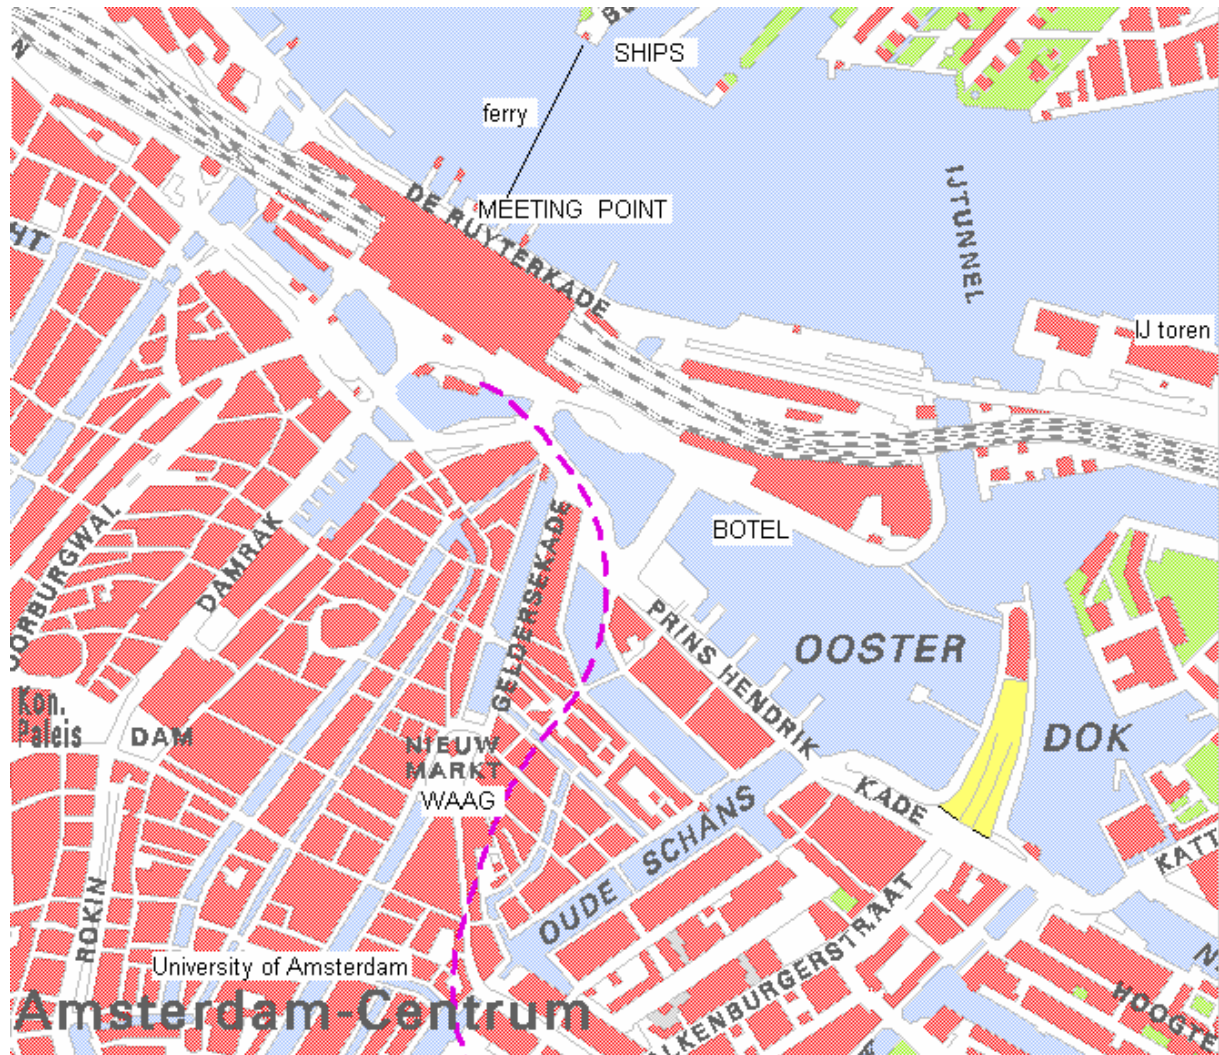 SHIPS
ferry
MEETING POINT
DE RUYTERKADE
IJTUNNEL
IJ toren
BOTEL
DAMRAK
GELDERSEKADE
PRINS HENDRIK
KADE
OOSTER
DOK
Kon.
Paleis
DAM
NIEUW
MARKT
WAAG
OUDE SCHANS
ROKIN
University of Amsterdam
Amsterdam-Centrum